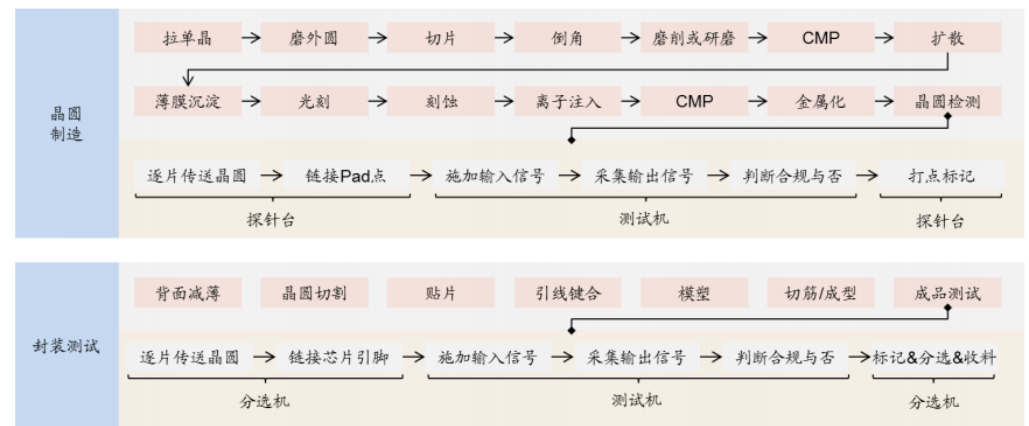 晶圆
制造
拉单晶 磨外圆 切片 倒角 磨削或研磨 CMP 扩散
薄膜沉淀 光刻 刻蚀 离子注入 CMP 金属化 晶圆检测
逐片传送晶圆 链接Pad点 施加输入信号 采集输出信号 判断合规与否 打点标记
探针台 测试机 探针台
封装测试
背面减薄 晶圆切割 贴片 引线键合 模塑 切筋/成型 成品测试
逐片传送晶圆 链接芯片引脚 施加输入信号 采集输出信号 判断合规与否 标记&分选&收料
分选机 测试机 分选机